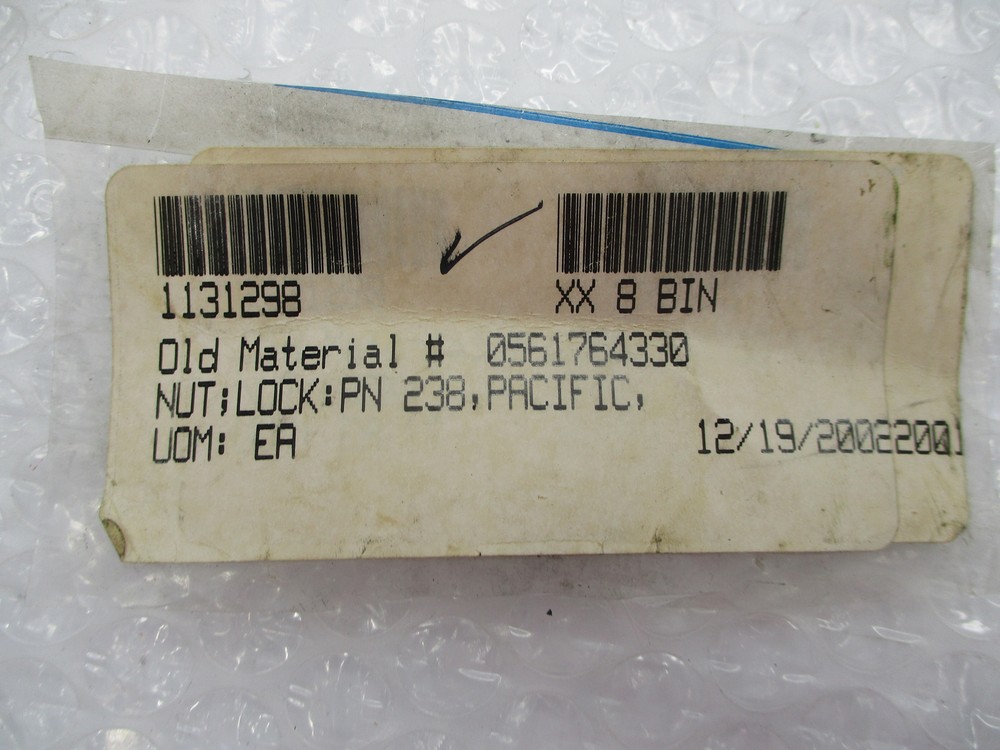 1131298
XX 8 BIN
Old Material # 0561764330
NUT;LOCK:PN 238,PACIFIC,
UOM: EA
12/19/20022001